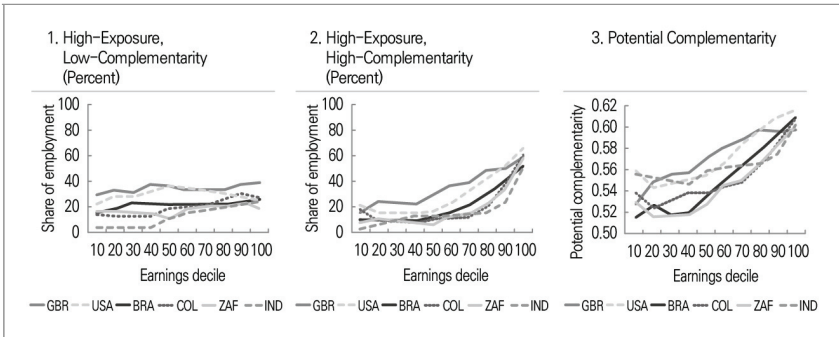 1. High-Exposure,
Low-Complementarity
(Percent)
Share of employment
100
80
60
40
20
0
10 20 30 40 50 60 70 80 90 100
Earnings decile
GBR USA BRA COL ZAF IND
2. High-Exposure,
High-Complementarity
(Percent)
Share of employment
100
80
60
40
20
0
10 20 30 40 50 60 70 80 90 100
Earnings decile
GBR USA BRA COL ZAF IND
3. Potential Complementarity
Potential complementarity
0.62
0.60
0.56
0.54
0.52
0.50
10 20 30 40 50 60 70 80 90 100
Earnings decile
GBR USA BRA COL ZAF IND